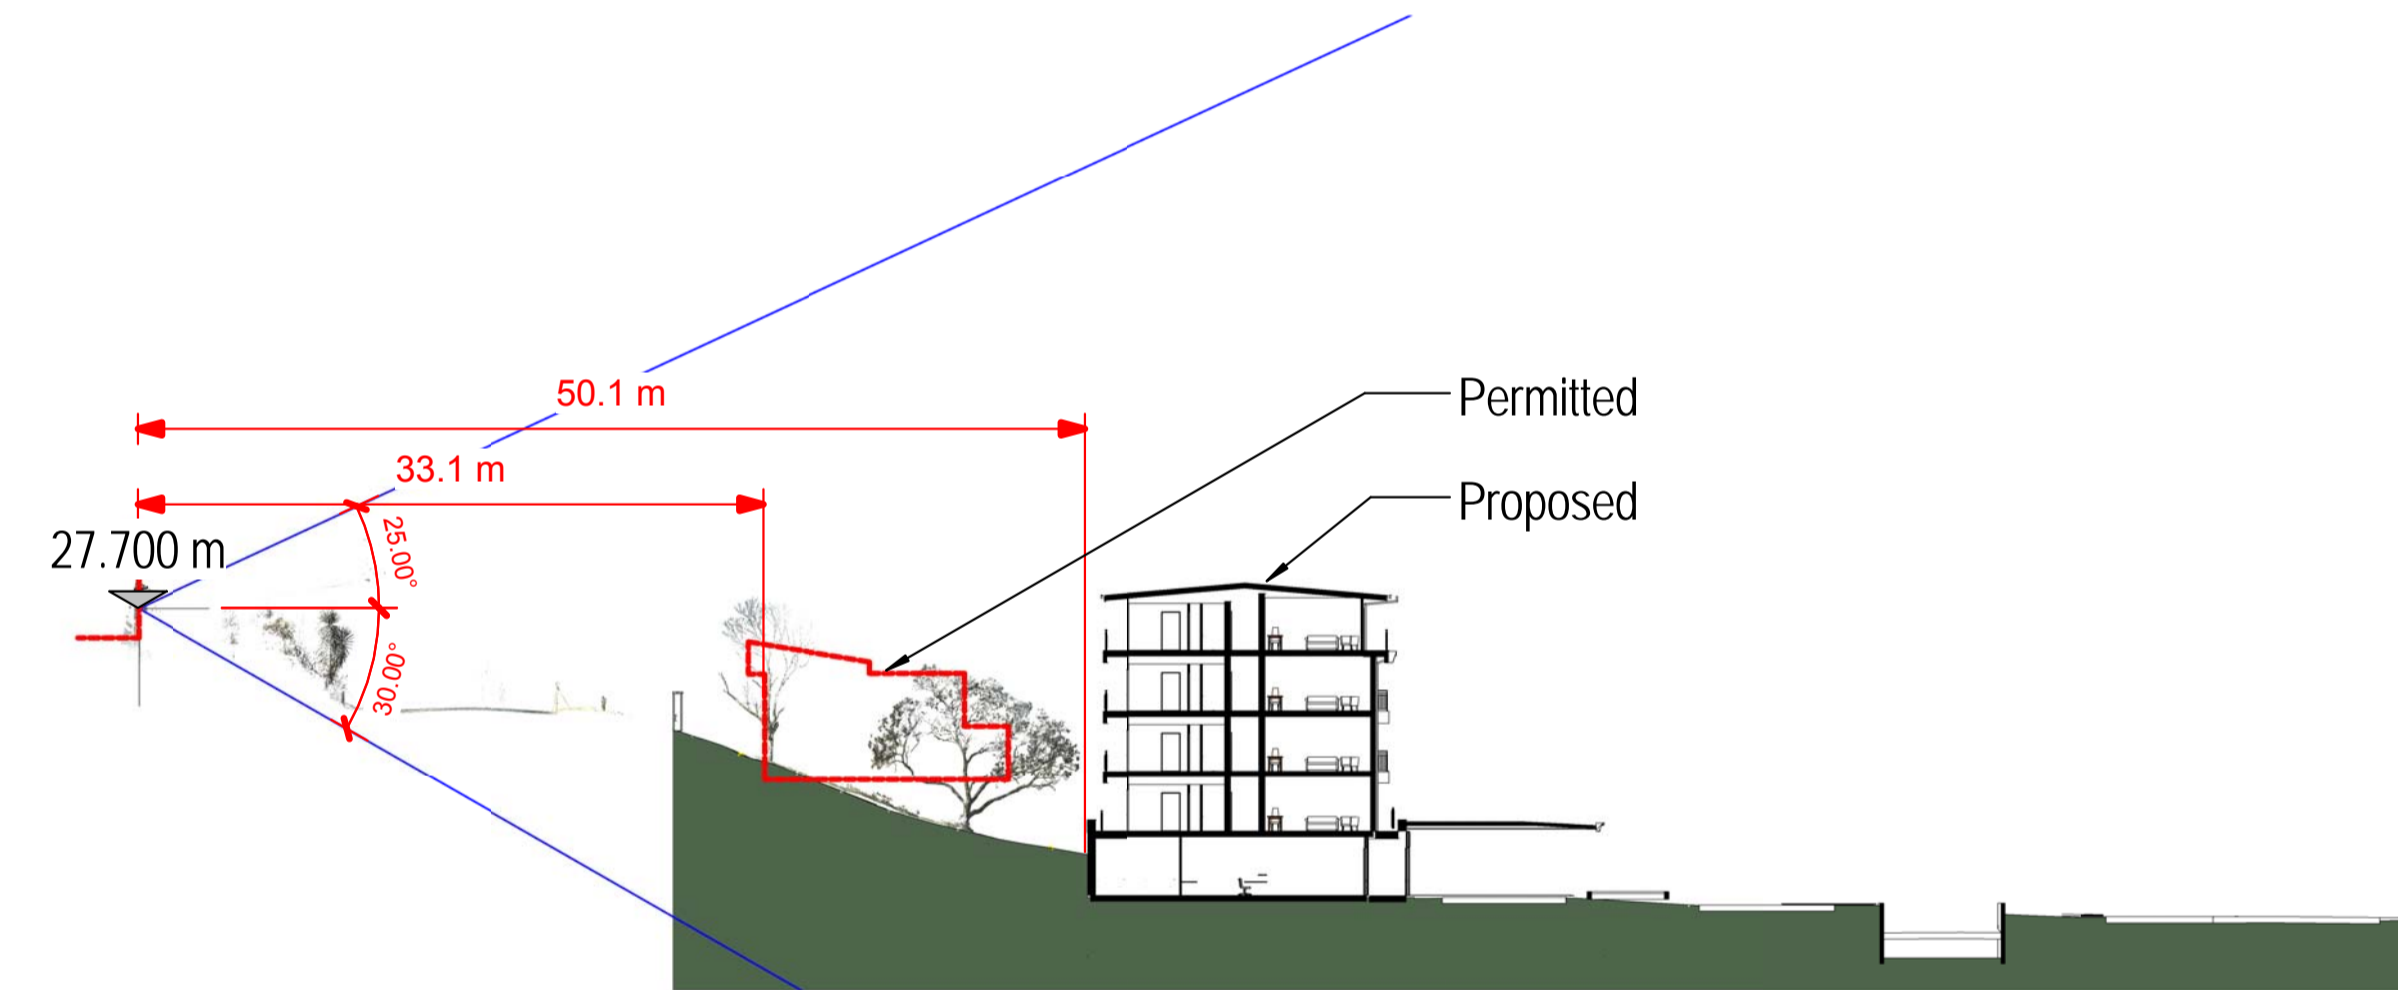 50.1 m
Permitted
33.1 m
Proposed
27.700 m
25.00°
30.00°